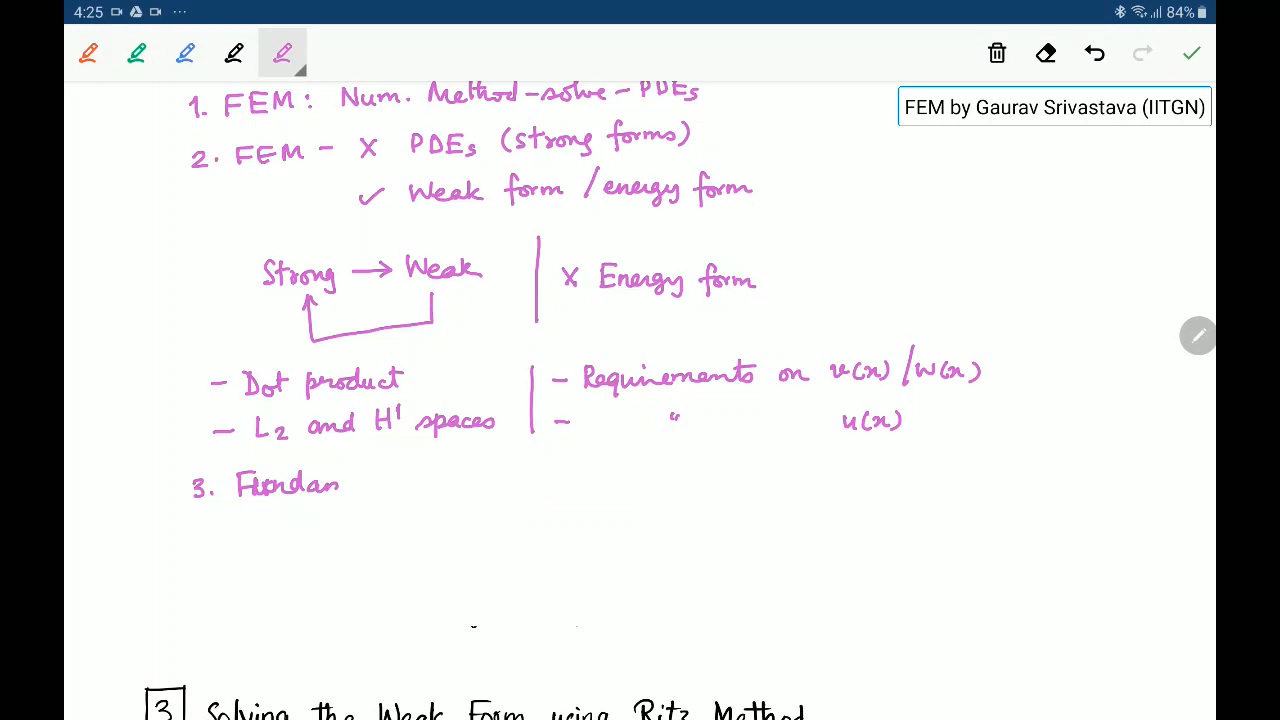 4:25 ... 84%
FEM by Gaurav Srivastava (IITGN)
1. FEM: Num. Method-solve-PDEs
2. FEM - X PDEs (strong forms)
✓ Weak form / energy form
Strong → Weak | X Energy form
- Dot product | - Requirements on v(x) / w(x)
- L2 and H¹ spaces | - " u(x)
3. Fundam
3 Solving the Weak Form using Ritz Method